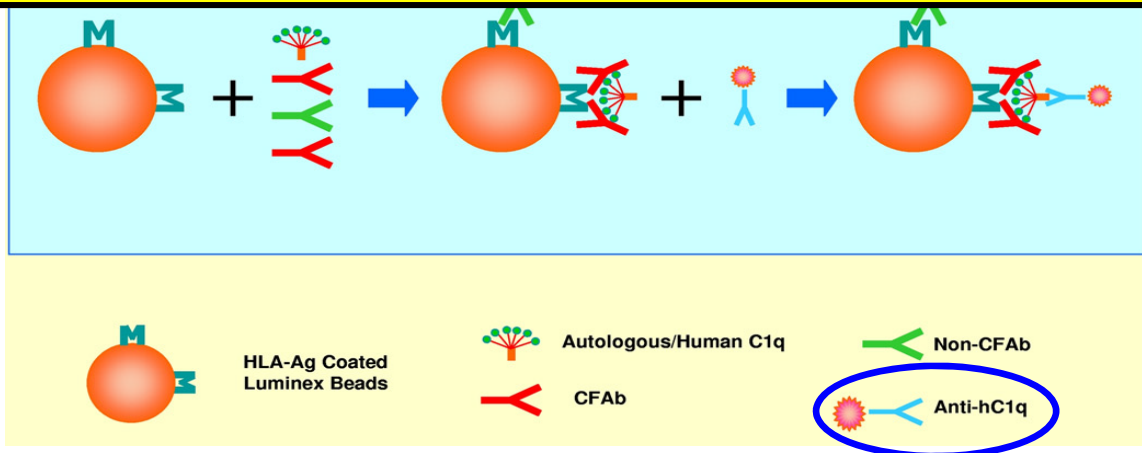 M
M
+
M
M
+
M
M
M
M
HLA-Ag Coated
Luminex Beads
Autologous/Human C1q
CFAb
Non-CFAb
Anti-hC1q